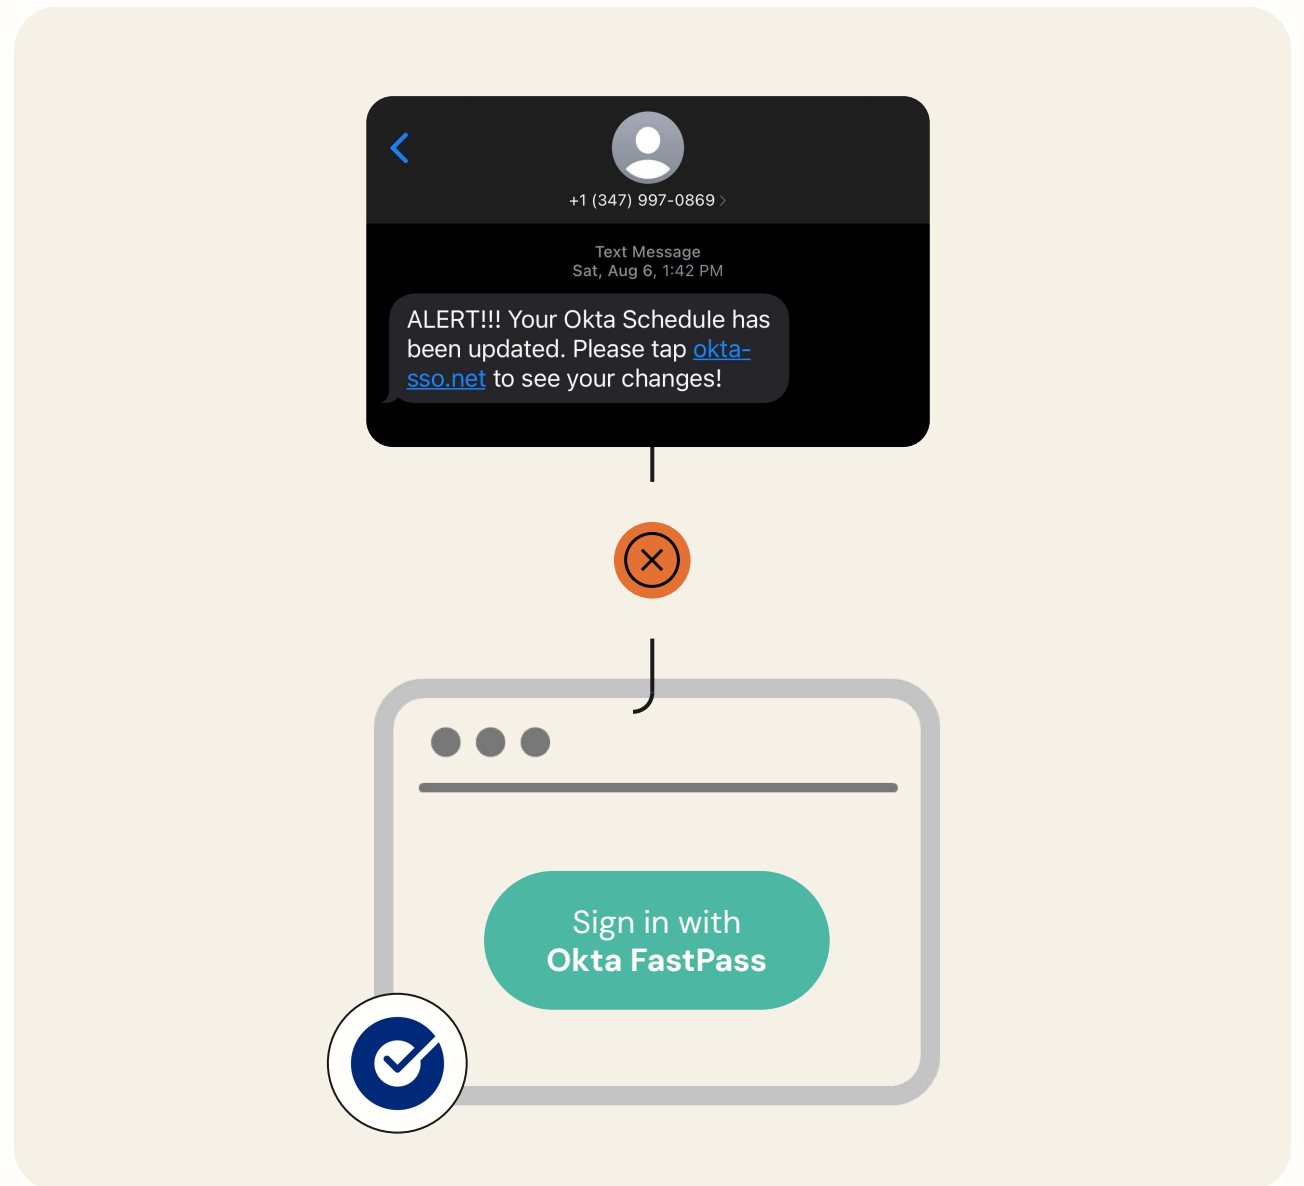 +1 (347) 997-0869
Text Message
Sat, Aug 6, 1:42 PM
ALERT!!! Your Okta Schedule has
been updated. Please tap okta-
sso.net to see your changes!
Sign in with
Okta FastPass